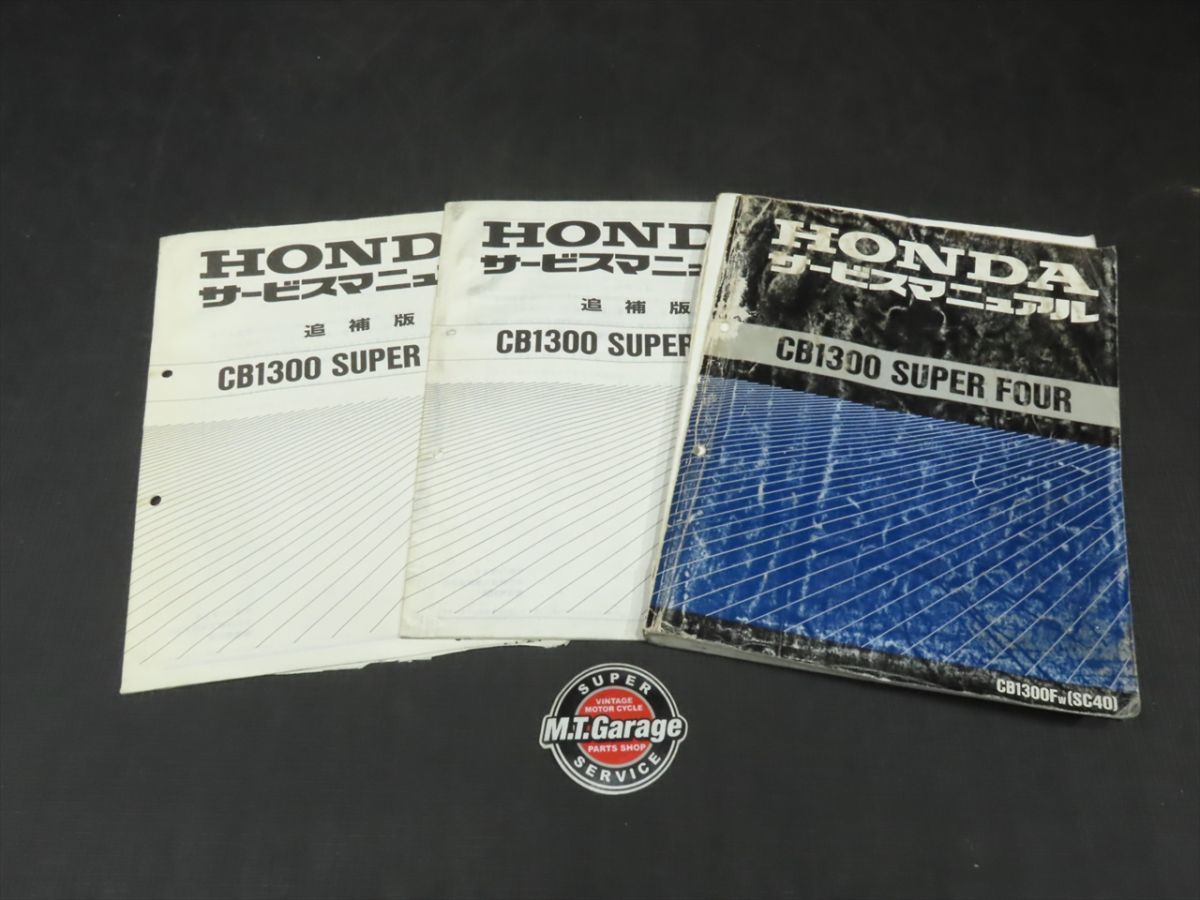 HONDA
サービスマニュ
追補版
CB1300 SUPER
HOND
サービスマニュ
追補版
CB1300 SUPER
HONDA
サービスマニュアル
CB1300 SUPER FOUR
CB1300Fw (SC40)
SUPER
VINTAGE
MOTOR CYCLE
M.T.Garage
PARTS SHOP
SERVICE